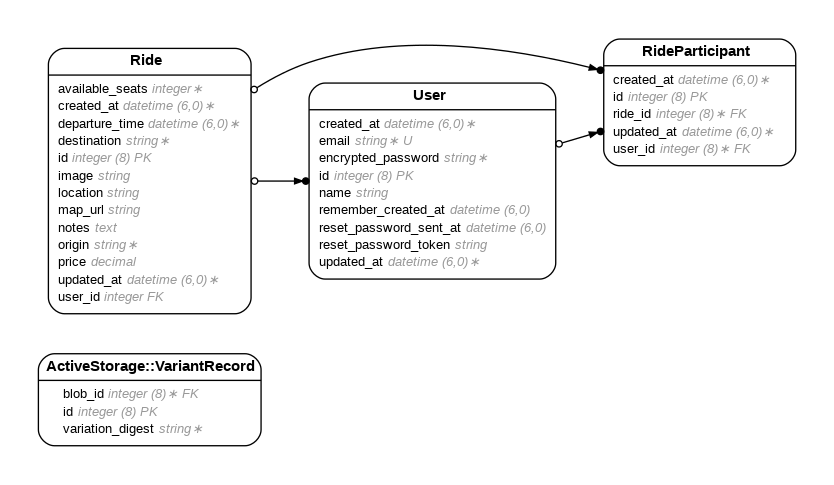 Ride
available_seats integer∗
created_at datetime (6,0)∗
departure_time datetime (6,0)∗
destination string∗
id integer (8) PK
image string
location string
map_url string
notes text
origin string∗
price decimal
updated_at datetime (6,0)∗
user_id integer FK
User
created_at datetime (6,0)∗
email string∗ U
encrypted_password string∗
id integer (8) PK
name string
remember_created_at datetime (6,0)
reset_password_sent_at datetime (6,0)
reset_password_token string
updated_at datetime (6,0)∗
RideParticipant
created_at datetime (6,0)∗
id integer (8) PK
ride_id integer (8)∗ FK
updated_at datetime (6,0)∗
user_id integer (8)∗ FK
ActiveStorage::VariantRecord
blob_id integer (8)∗ FK
id integer (8) PK
variation_digest string∗